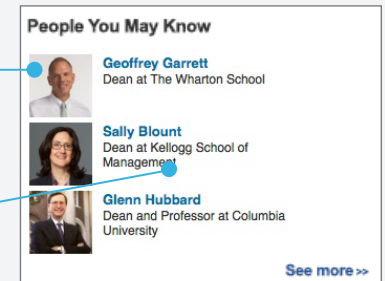 People You May Know
Geoffrey Garrett
Dean at The Wharton School
Sally Blount
Dean at Kellogg School of
Management
Glenn Hubbard
Dean and Professor at Columbia
University
See more >>